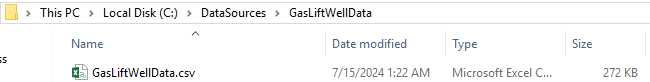 This PC > Local Disk (C:) > DataSources > GasLiftWellData
Name Date modified Type Size
ss
GasLiftWellData.csv 7/15/2024 1:22 AM Microsoft Excel C... 272 KB